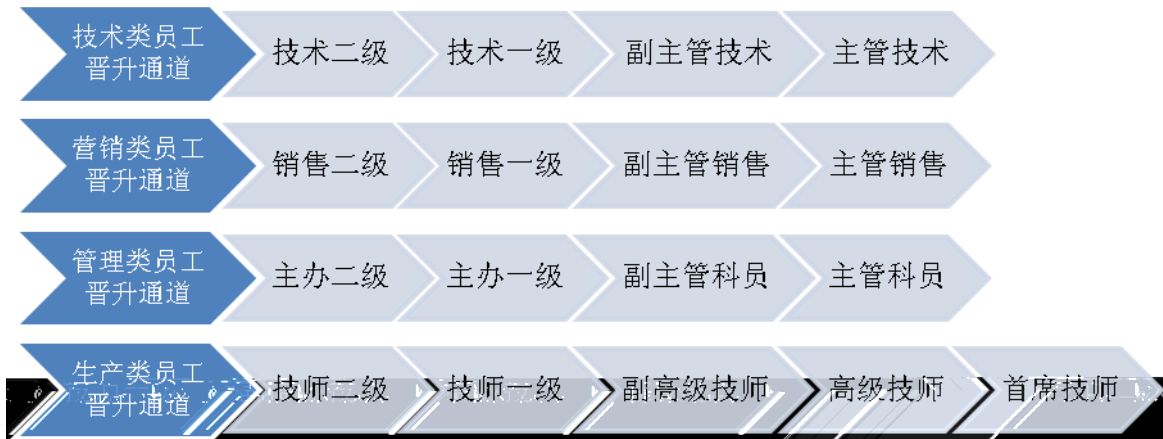 技术类员工
晋升通道
技术二级
技术一级
副主管技术
主管技术
营销类员工
晋升通道
销售二级
销售一级
副主管销售
主管销售
管理类员工
晋升通道
主办二级
主办一级
副主管科员
主管科员
生产类员工
晋升通道
技师二级
技师一级
副高级技师
高级技师
首席技师